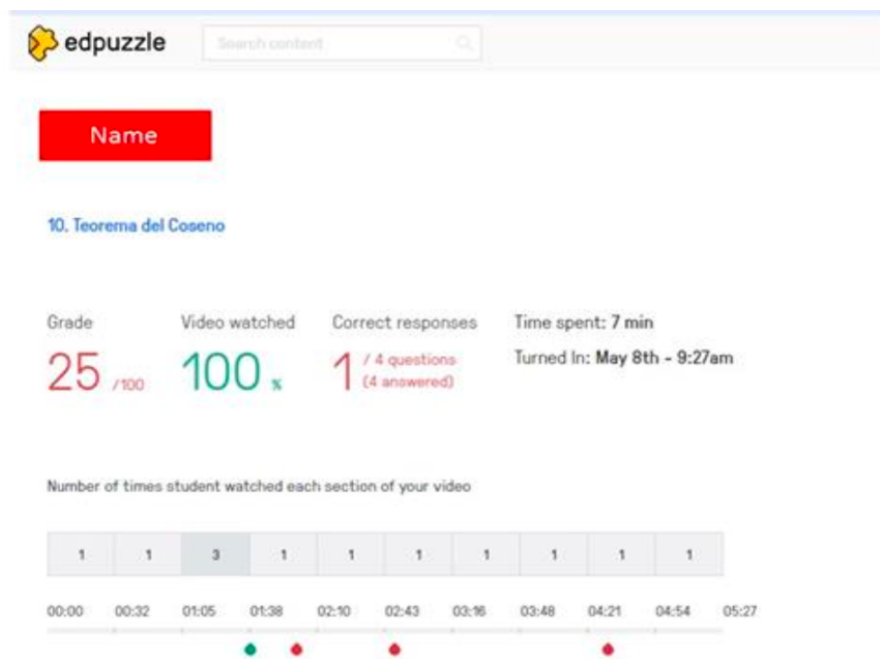 edpuzzle
Search content
Name
10. Teorema del Coseno
Grade
Video watched
Correct responses
Time spent: 7 min
25 /100
100 %
1 / 4 questions
(4 answered)
Turned In: May 8th - 9:27am
Number of times student watched each section of your video
1 1 3 1 1 1 1 1 1 1
00:00 00:32 01:05 01:38 02:10 02:43 03:16 03:48 04:21 04:54 05:27